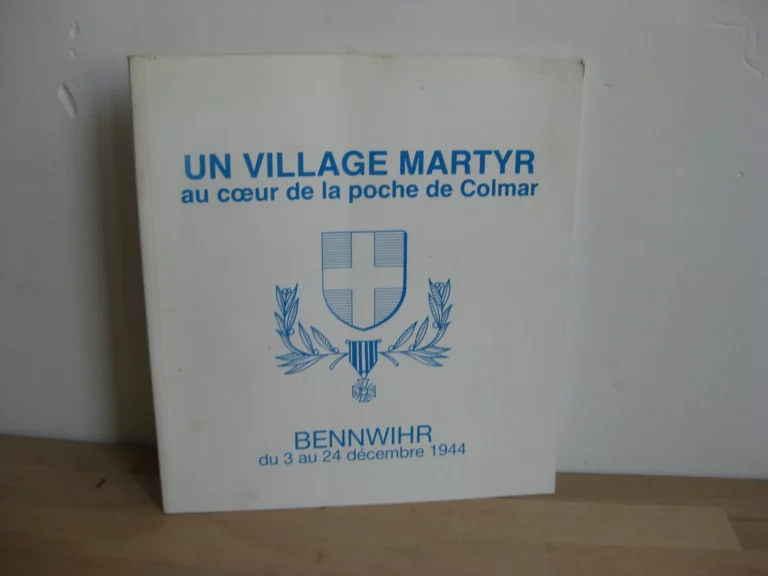 UN VILLAGE MARTYR
au cœur de la poche de Colmar
BENNWIHR
du 3 au 24 décembre 1944